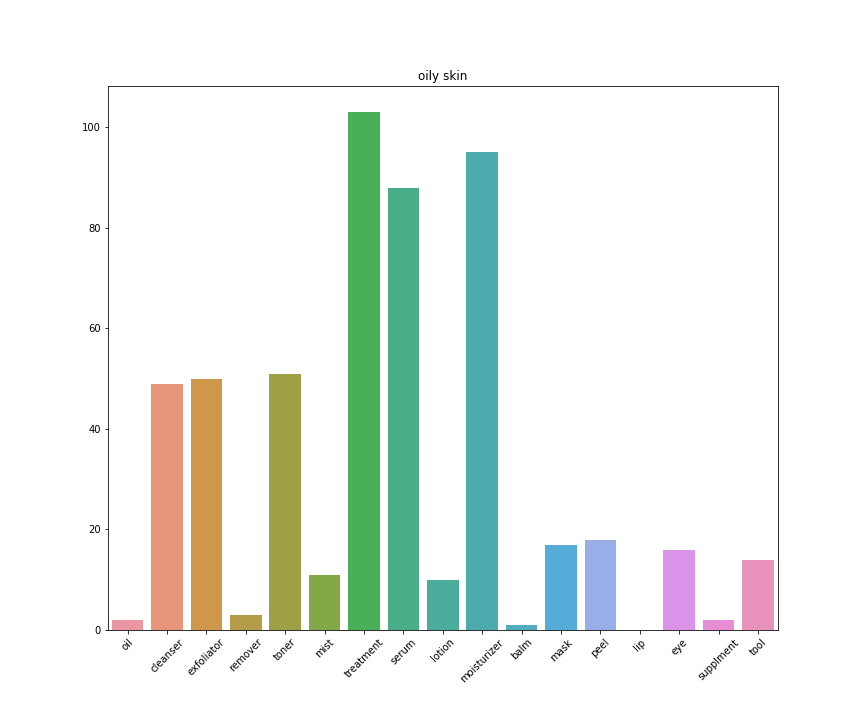 oily skin
100
80
60
40
20
0
oil
cleanser
exfoliator
remover
toner
mist
treatment
serum
lotion
moisturizer
balm
mask
peel
lip
eye
supplment
tool